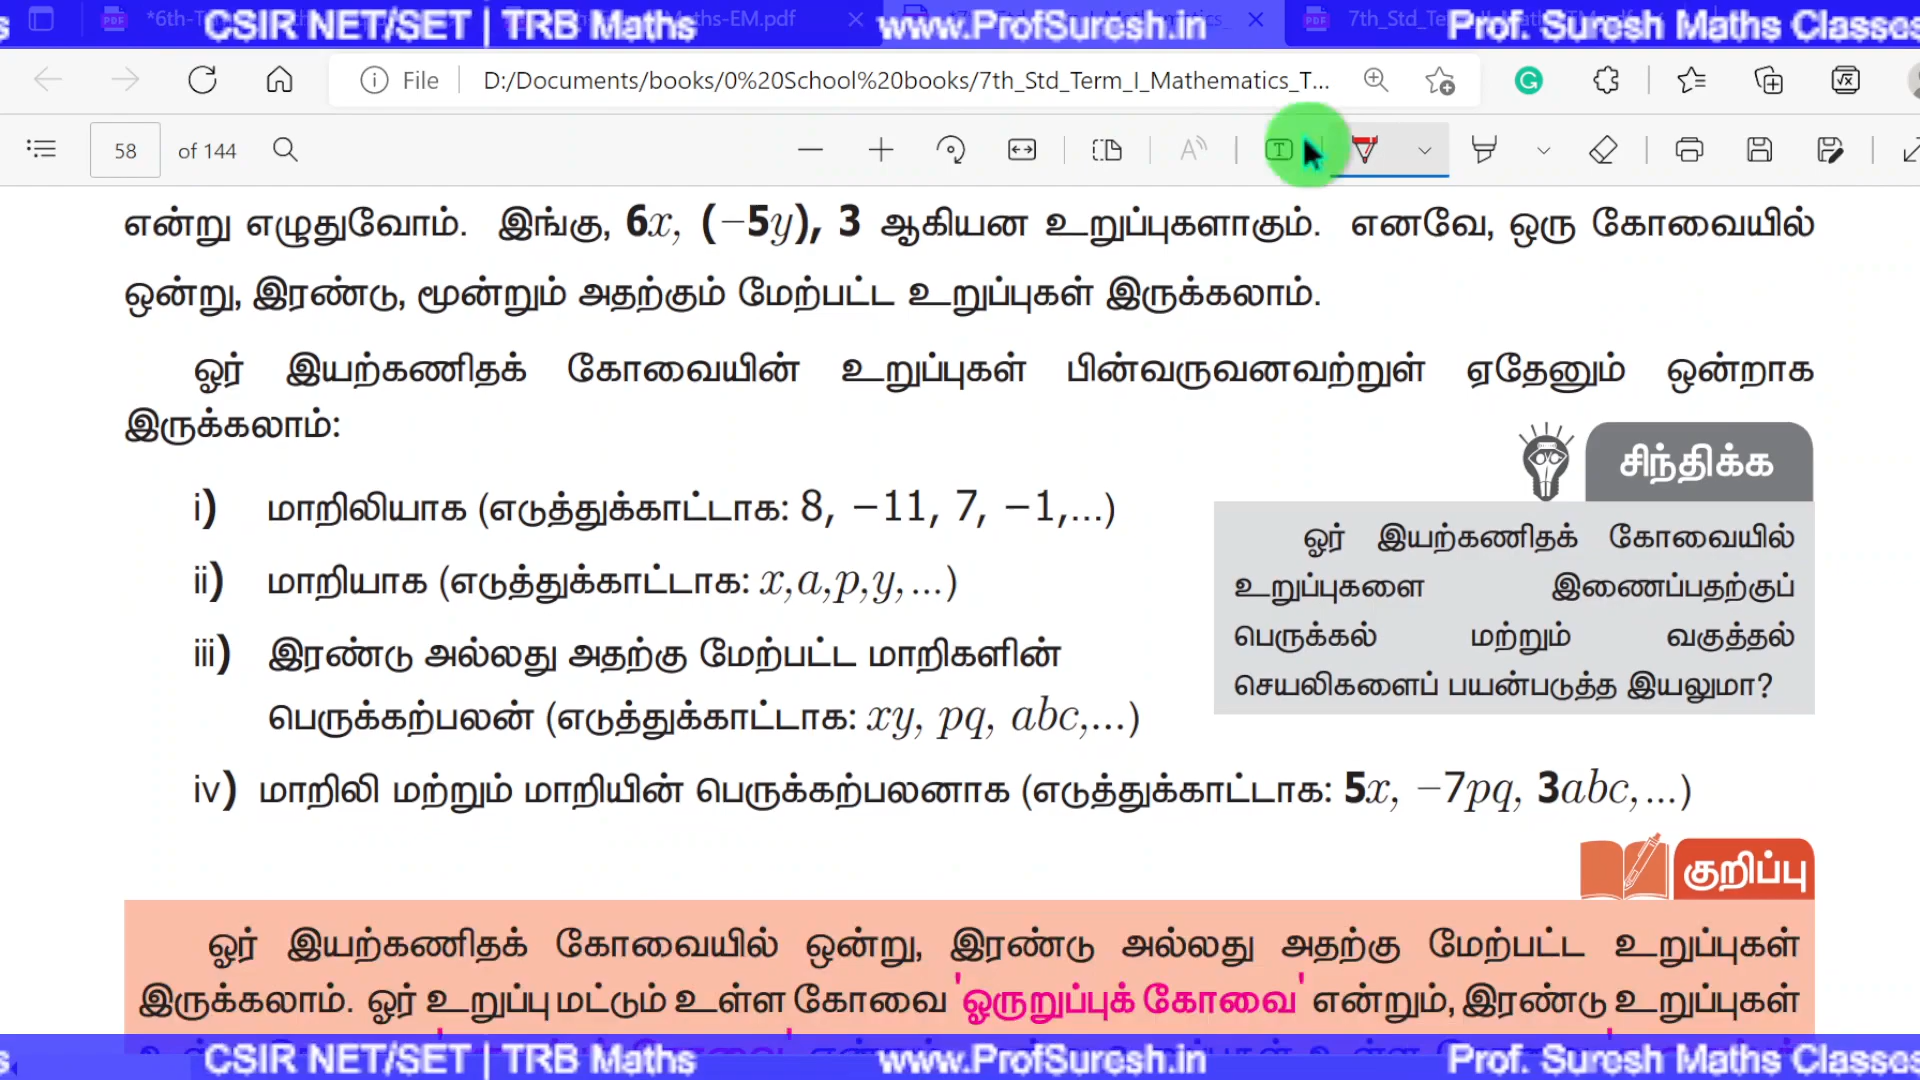 CSIR NET/SET | TRB Maths www.ProfSuresh.in Prof. Suresh Maths Classes
File D:/Documents/books/0%20School%20books/7th_Std_Term_I_Mathematics_T...
58 of 144
என்று எழுதுவோம். இங்கு, 6x, (−5y), 3 ஆகியன உறுப்புகளாகும். எனவே, ஒரு கோவையில்
ஒன்று, இரண்டு, மூன்றும் அதற்கும் மேற்பட்ட உறுப்புகள் இருக்கலாம்.
ஓர் இயற்கணிதக் கோவையின் உறுப்புகள் பின்வருவனவற்றுள் ஏதேனும் ஒன்றாக
இருக்கலாம்:
i) மாறிலியாக (எடுத்துக்காட்டாக: 8, −11, 7, −1,...)
ii) மாறியாக (எடுத்துக்காட்டாக: x,a,p,y,...)
iii) இரண்டு அல்லது அதற்கு மேற்பட்ட மாறிகளின்
பெருக்கற்பலன் (எடுத்துக்காட்டாக: xy, pq, abc,...)
iv) மாறிலி மற்றும் மாறியின் பெருக்கற்பலனாக (எடுத்துக்காட்டாக: 5x, −7pq, 3abc,...)
சிந்திக்க
ஓர் இயற்கணிதக் கோவையில்
உறுப்புகளை இணைப்பதற்குப்
பெருக்கல் மற்றும் வகுத்தல்
செயலிகளைப் பயன்படுத்த இயலுமா?
குறிப்பு
ஓர் இயற்கணிதக் கோவையில் ஒன்று, இரண்டு அல்லது அதற்கு மேற்பட்ட உறுப்புகள்
இருக்கலாம். ஓர் உறுப்பு மட்டும் உள்ள கோவை 'ஓருறுப்புக் கோவை' என்றும், இரண்டு உறுப்புகள்
CSIR NET/SET | TRB Maths www.ProfSuresh.in Prof. Suresh Maths Classes